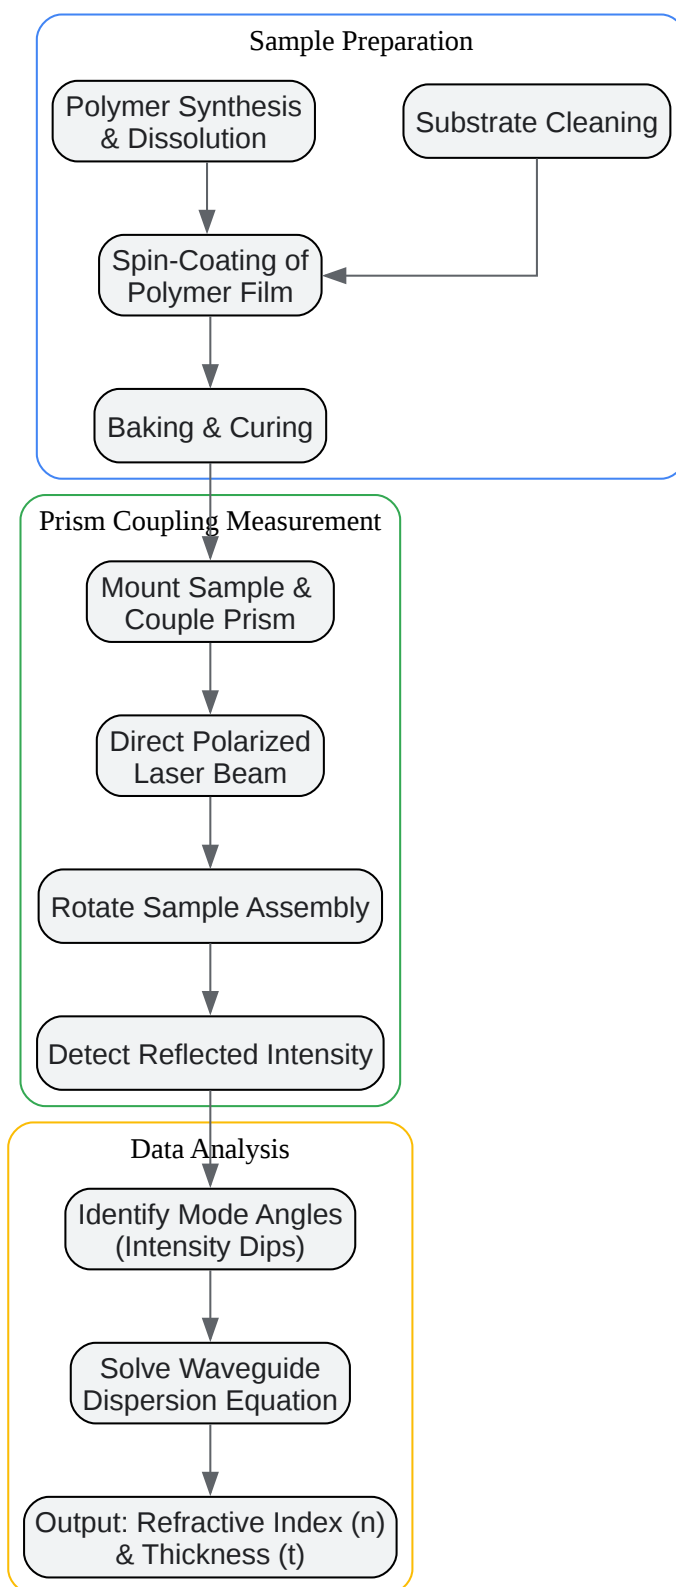 Sample Preparation
Polymer Synthesis
& Dissolution
Substrate Cleaning
Spin-Coating of
Polymer Film
Baking & Curing
Prism Coupling Measurement
Mount Sample &
Couple Prism
Direct Polarized
Laser Beam
Rotate Sample Assembly
Detect Reflected Intensity
Data Analysis
Identify Mode Angles
(Intensity Dips)
Solve Waveguide
Dispersion Equation
Output: Refractive Index (n)
& Thickness (t)